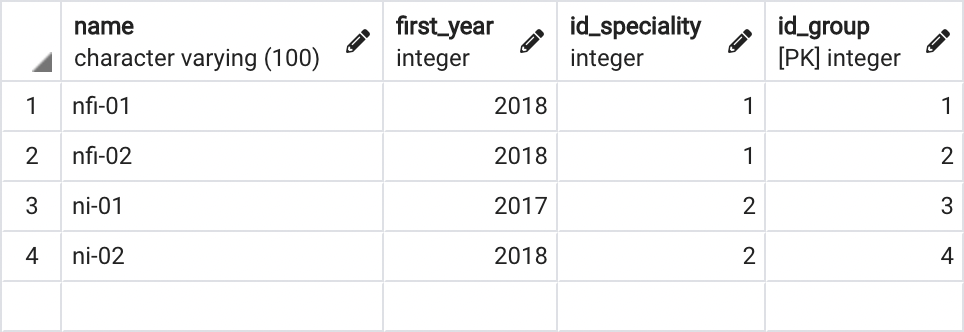 name first_year id_speciality id_group
character varying (100) integer integer [PK] integer
1 nfi-01 2018 1 1
2 nfi-02 2018 1 2
3 ni-01 2017 2 3
4 ni-02 2018 2 4